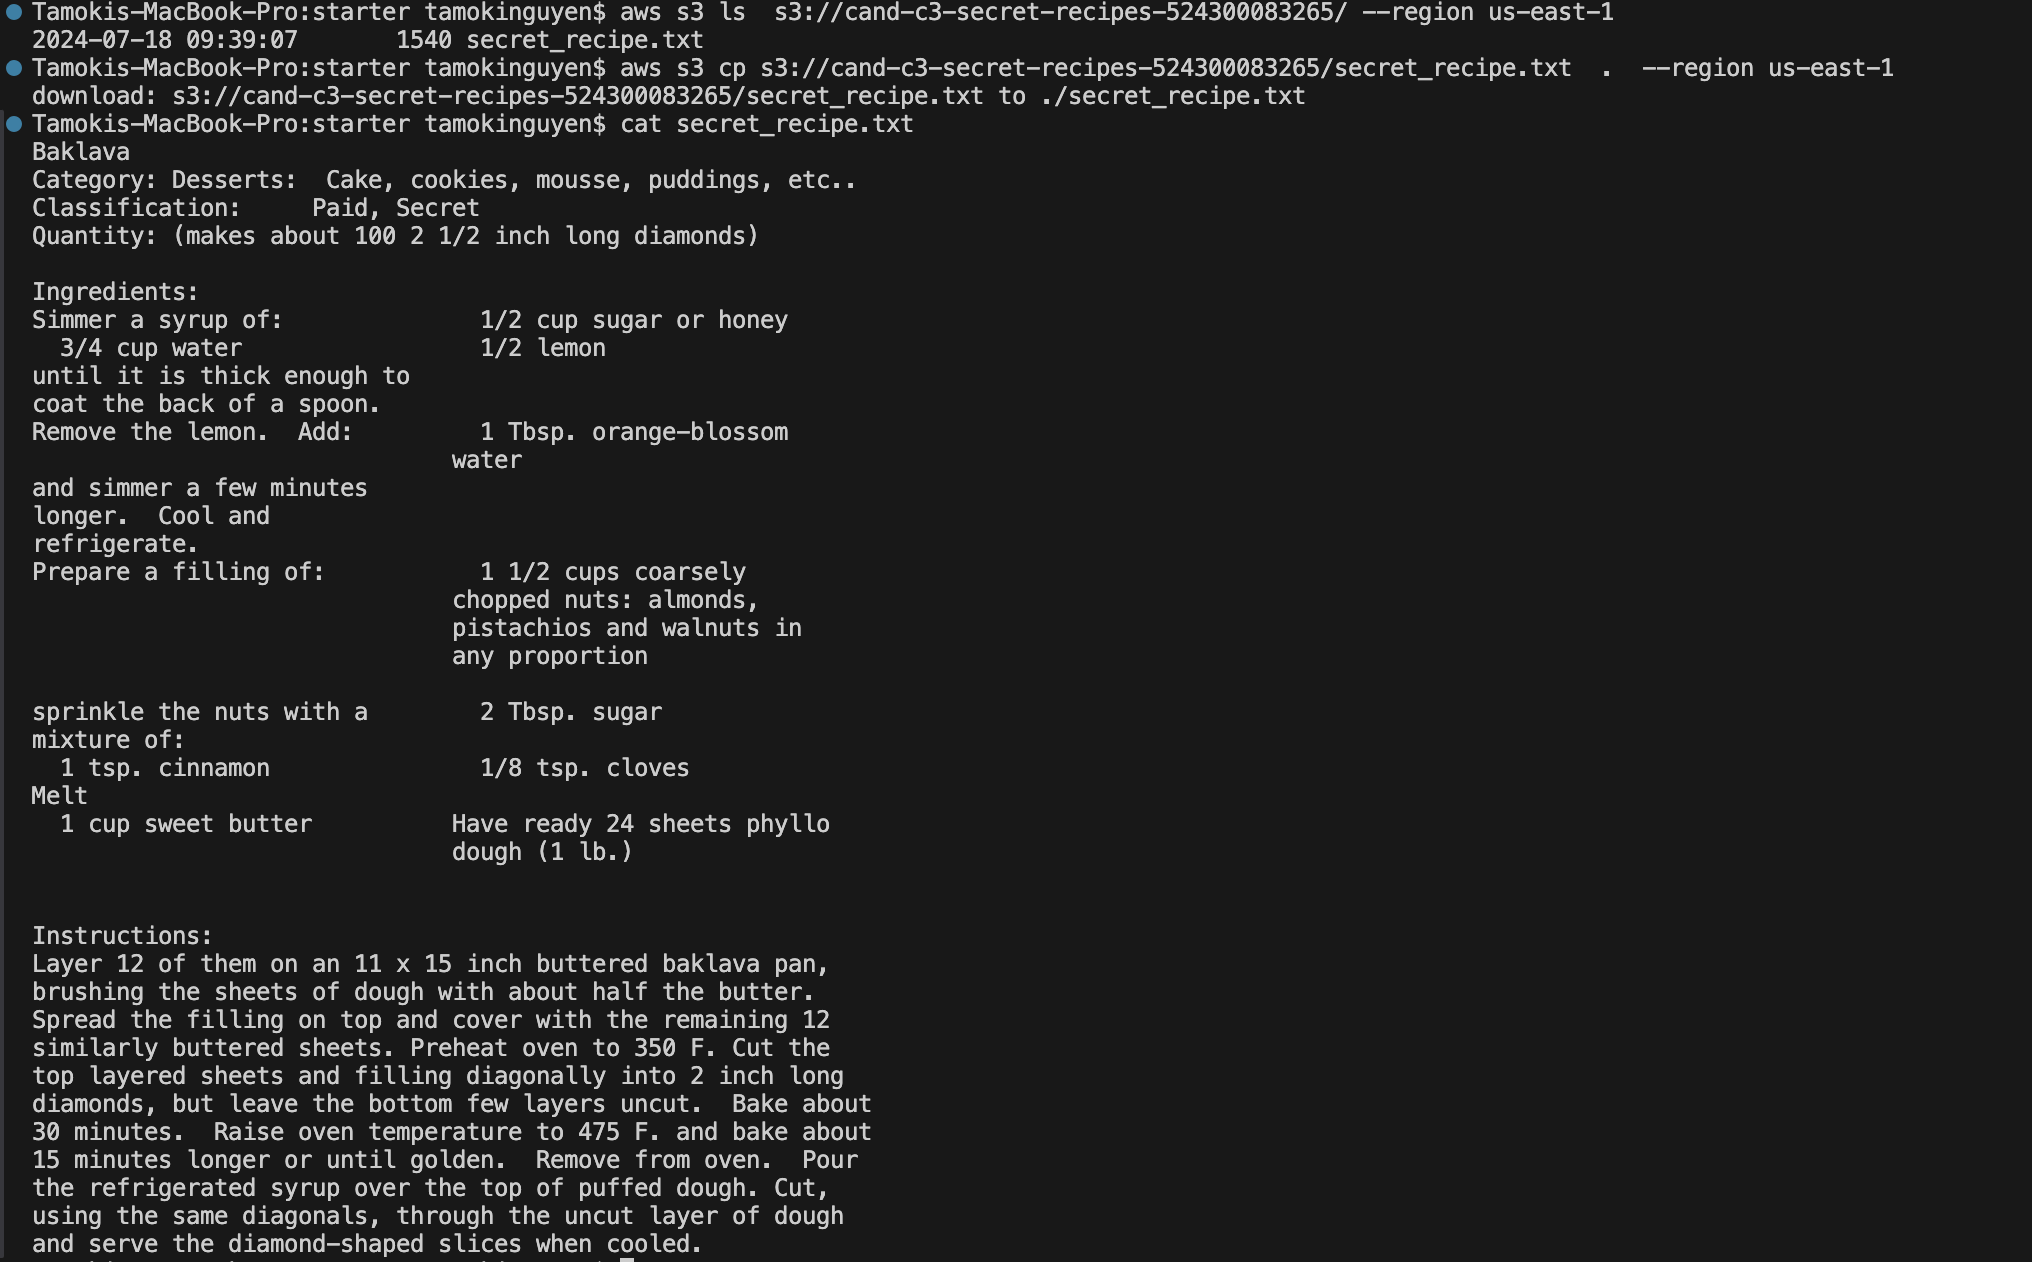 Tamokis-MacBook-Pro:starter tamokinguyen$ aws s3 ls  s3://cand-c3-secret-recipes-524300083265/ --region us-east-1
2024-07-18 09:39:07       1540 secret_recipe.txt
Tamokis-MacBook-Pro:starter tamokinguyen$ aws s3 cp s3://cand-c3-secret-recipes-524300083265/secret_recipe.txt  .  --region us-east-1
download: s3://cand-c3-secret-recipes-524300083265/secret_recipe.txt to ./secret_recipe.txt
Tamokis-MacBook-Pro:starter tamokinguyen$ cat secret_recipe.txt
Baklava
Category: Desserts:  Cake, cookies, mousse, puddings, etc..
Classification:     Paid, Secret
Quantity: (makes about 100 2 1/2 inch long diamonds)

Ingredients:
Simmer a syrup of:              1/2 cup sugar or honey
  3/4 cup water                 1/2 lemon
until it is thick enough to
coat the back of a spoon.
Remove the lemon.  Add:         1 Tbsp. orange-blossom
                              water
and simmer a few minutes
longer.  Cool and
refrigerate.
Prepare a filling of:           1 1/2 cups coarsely
                              chopped nuts: almonds,
                              pistachios and walnuts in
                              any proportion

sprinkle the nuts with a        2 Tbsp. sugar
mixture of:
  1 tsp. cinnamon               1/8 tsp. cloves
Melt
  1 cup sweet butter          Have ready 24 sheets phyllo
                              dough (1 lb.)


Instructions:
Layer 12 of them on an 11 x 15 inch buttered baklava pan,
brushing the sheets of dough with about half the butter.
Spread the filling on top and cover with the remaining 12
similarly buttered sheets. Preheat oven to 350 F. Cut the
top layered sheets and filling diagonally into 2 inch long
diamonds, but leave the bottom few layers uncut.  Bake about
30 minutes.  Raise oven temperature to 475 F. and bake about
15 minutes longer or until golden.  Remove from oven.  Pour
the refrigerated syrup over the top of puffed dough. Cut,
using the same diagonals, through the uncut layer of dough
and serve the diamond-shaped slices when cooled.